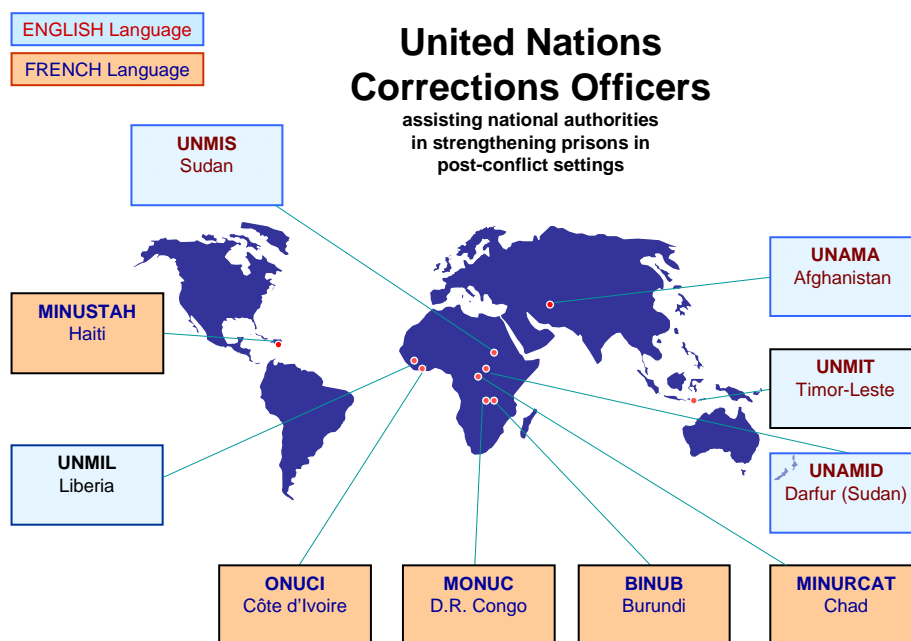 ENGLISH Language
FRENCH Language
United Nations
Corrections Officers
assisting national authorities
in strengthening prisons in
post-conflict settings
UNMIS
Sudan
UNAMA
Afghanistan
MINUSTAH
Haiti
UNMIT
Timor-Leste
UNMIL
Liberia
UNAMID
Darfur (Sudan)
ONUCI
Côte d’Ivoire
MONUC
D.R. Congo
BINUB
Burundi
MINURCAT
Chad